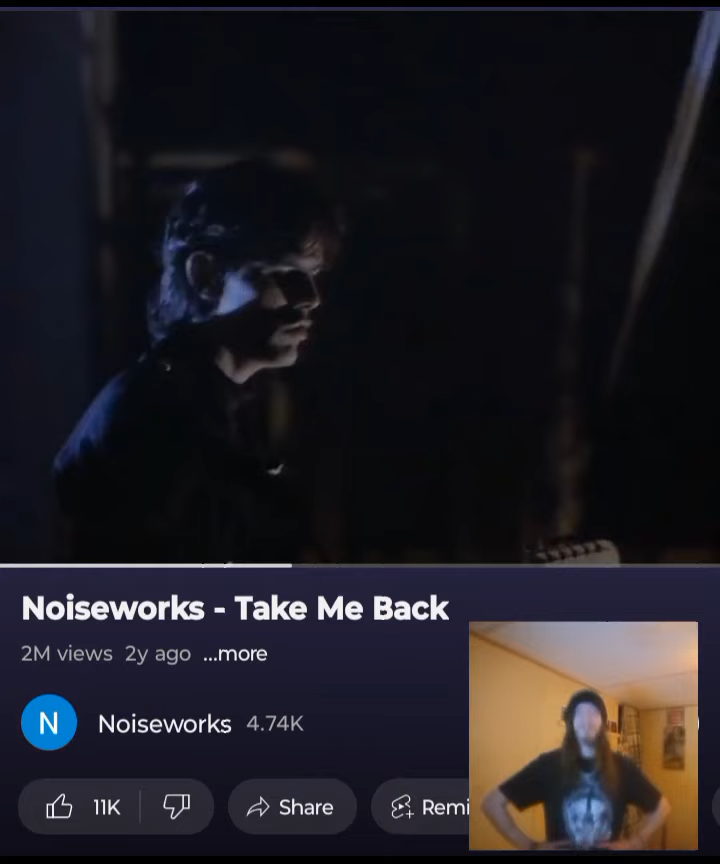 Noiseworks - Take Me Back
2M views 2y ago ...more
N Noiseworks 4.74K
11K Share Remi